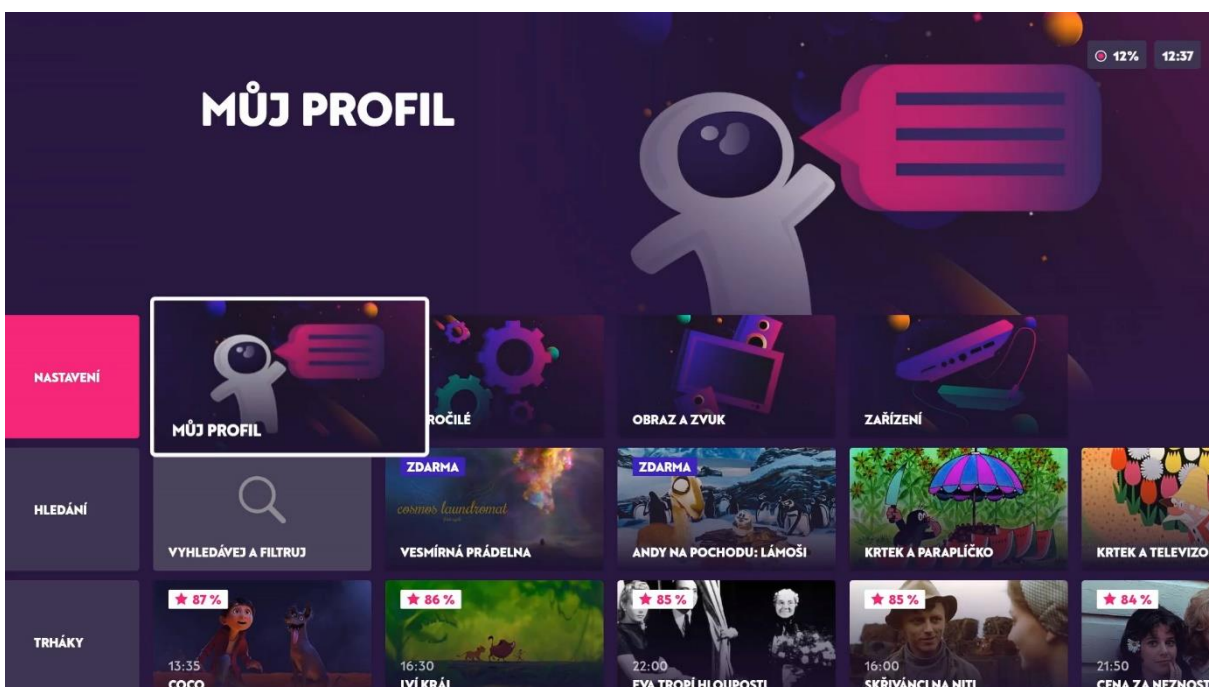 12% 12:37
MŮJ PROFIL
NASTAVENÍ
MŮJ PROFIL
ROČILÉ
OBRAZ A ZVUK
ZAŘÍZENÍ
HLEDÁNÍ
VYHLEDÁVEJ A FILTRUJ
ZDARMA
cosmos laundromat
VESMÍRNÁ PRÁDELNA
ZDARMA
ANDY NA POCHODU: LÁMOŠI
KRTEK A PARAPLÍČKO
KRTEK A TELEVIZO
TRHÁKY
87 %
13:35
COCO
86 %
16:30
LVÍ KRÁL
85 %
22:00
EVA TROPÍ HLOUPOSTI
85 %
16:00
SKŘIVÁNCI NA NITI
84 %
21:50
CENA ZA NEZNOST